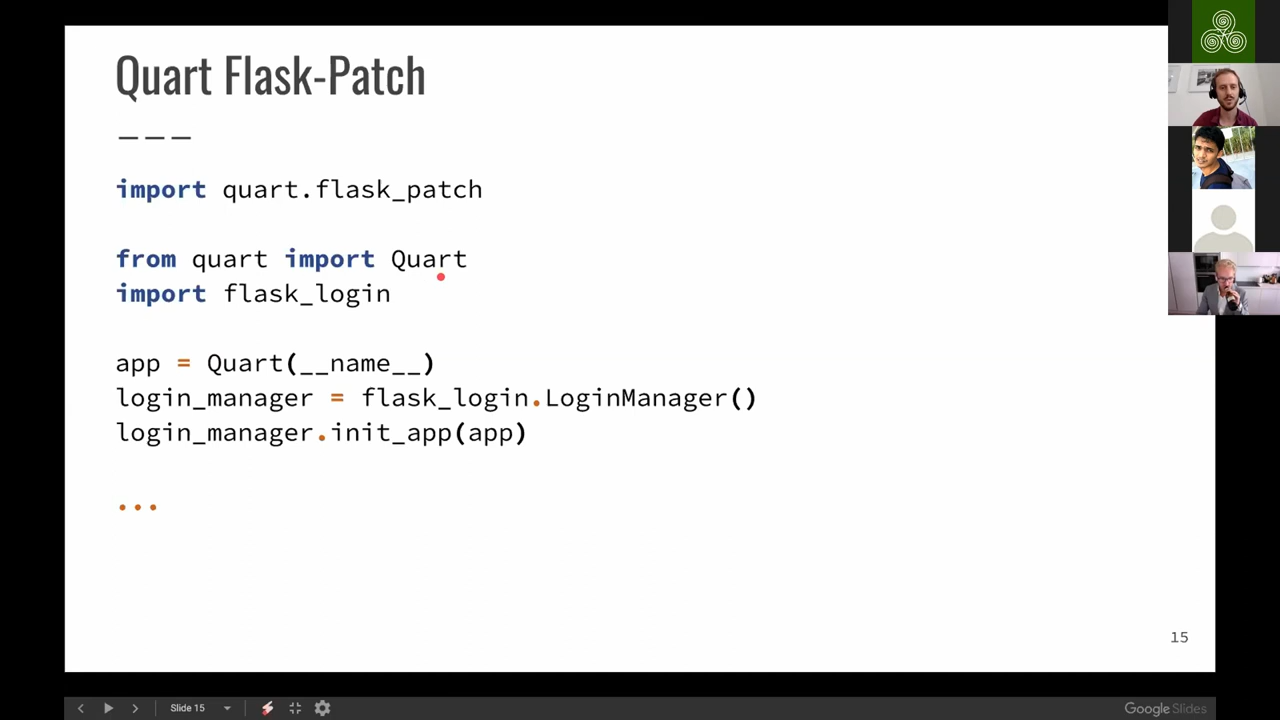 Quart Flask-Patch
———
import quart.flask_patch
from quart import Quart
import flask_login
app = Quart(__name__)
login_manager = flask_login.LoginManager()
login_manager.init_app(app)
...
15
Slide 15
Google Slides